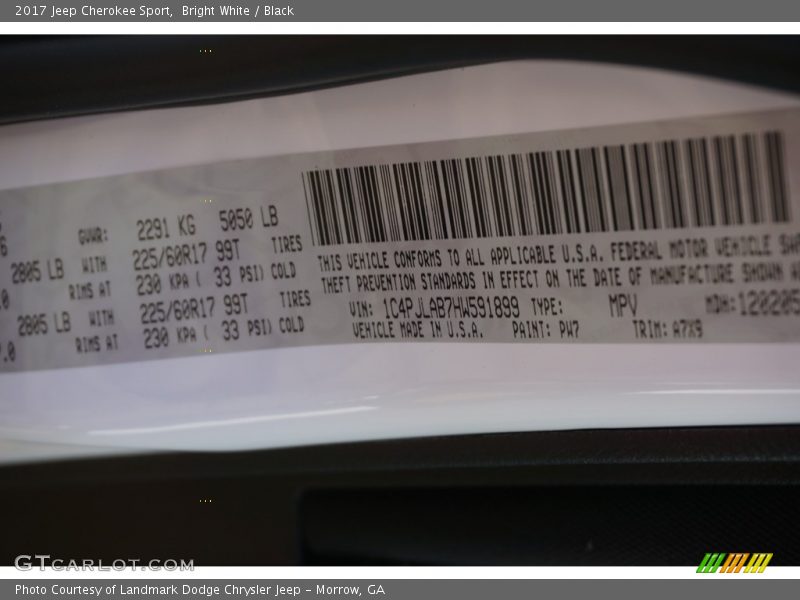 2017 Jeep Cherokee Sport, Bright White / Black
GVWR: 2291 KG 5050 LB
2805 LB WITH 225/60R17 99T TIRES
RIMS AT 230 KPA ( 33 PSI) COLD
2805 LB WITH 225/60R17 99T TIRES
RIMS AT 230 KPA ( 33 PSI) COLD
THIS VEHICLE CONFORMS TO ALL APPLICABLE U.S.A. FEDERAL MOTOR VEHICLE
THEFT PREVENTION STANDARDS IN EFFECT ON THE DATE OF MANUFACTURE SHOWN
VIN: 1C4PJLAB7HW591899 TYPE: MPV MDH: 120205
VEHICLE MADE IN U.S.A. PAINT: PW7 TRIM: A7X9
GTCARLOT.COM
Photo Courtesy of Landmark Dodge Chrysler Jeep – Morrow, GA